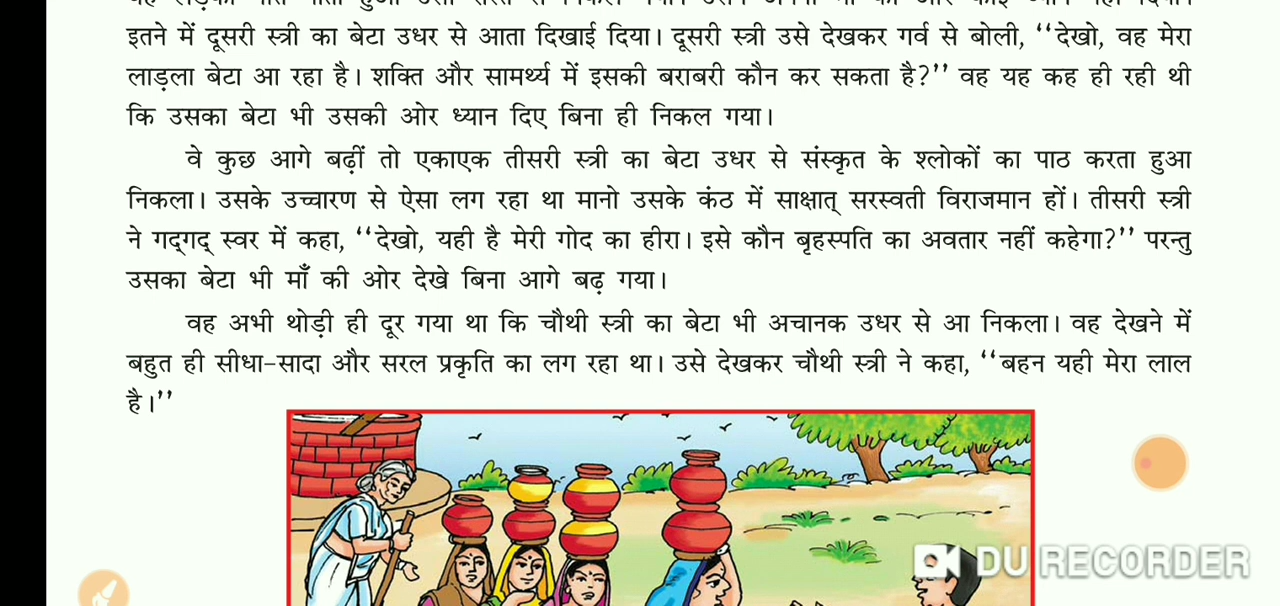 इतने में दूसरी स्त्री का बेटा उधर से आता दिखाई दिया। दूसरी स्त्री उसे देखकर गर्व से बोली, ‘‘देखो, वह मेरा
लाड़ला बेटा आ रहा है। शक्ति और सामर्थ्य में इसकी बराबरी कौन कर सकता है?’’ वह यह कह ही रही थी
कि उसका बेटा भी उसकी ओर ध्यान दिए बिना ही निकल गया।
वे कुछ आगे बढ़ीं तो एकाएक तीसरी स्त्री का बेटा उधर से संस्कृत के श्लोकों का पाठ करता हुआ
निकला। उसके उच्चारण से ऐसा लग रहा था मानो उसके कंठ में साक्षात् सरस्वती विराजमान हों। तीसरी स्त्री
ने गद्‌गद् स्वर में कहा, ‘‘देखो, यही है मेरी गोद का हीरा। इसे कौन बृहस्पति का अवतार नहीं कहेगा?’’ परन्तु
उसका बेटा भी माँ की ओर देखे बिना आगे बढ़ गया।
वह अभी थोड़ी ही दूर गया था कि चौथी स्त्री का बेटा भी अचानक उधर से आ निकला। वह देखने में
बहुत ही सीधा-सादा और सरल प्रकृति का लग रहा था। उसे देखकर चौथी स्त्री ने कहा, ‘‘बहन यही मेरा लाल
है।’’
DU RECORDER